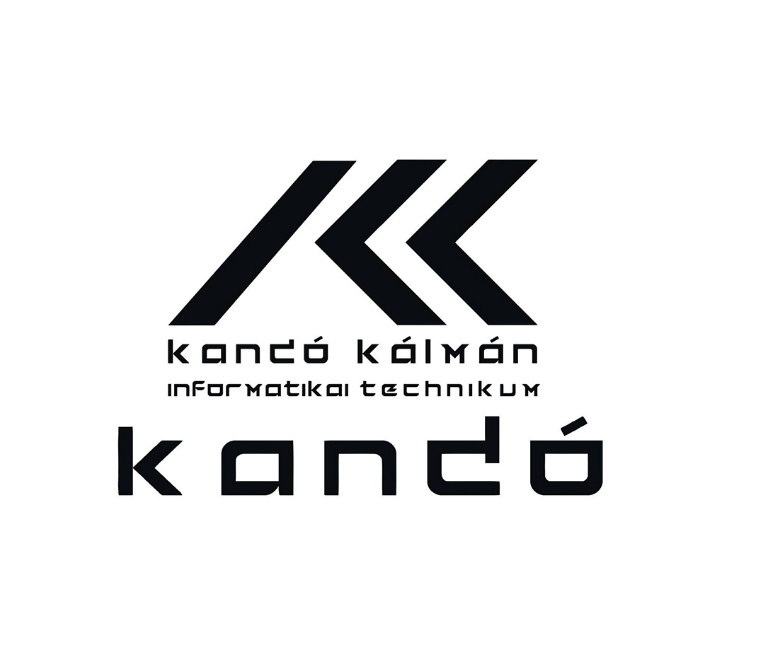 kandó kálmán
informatikai technikum
kandó